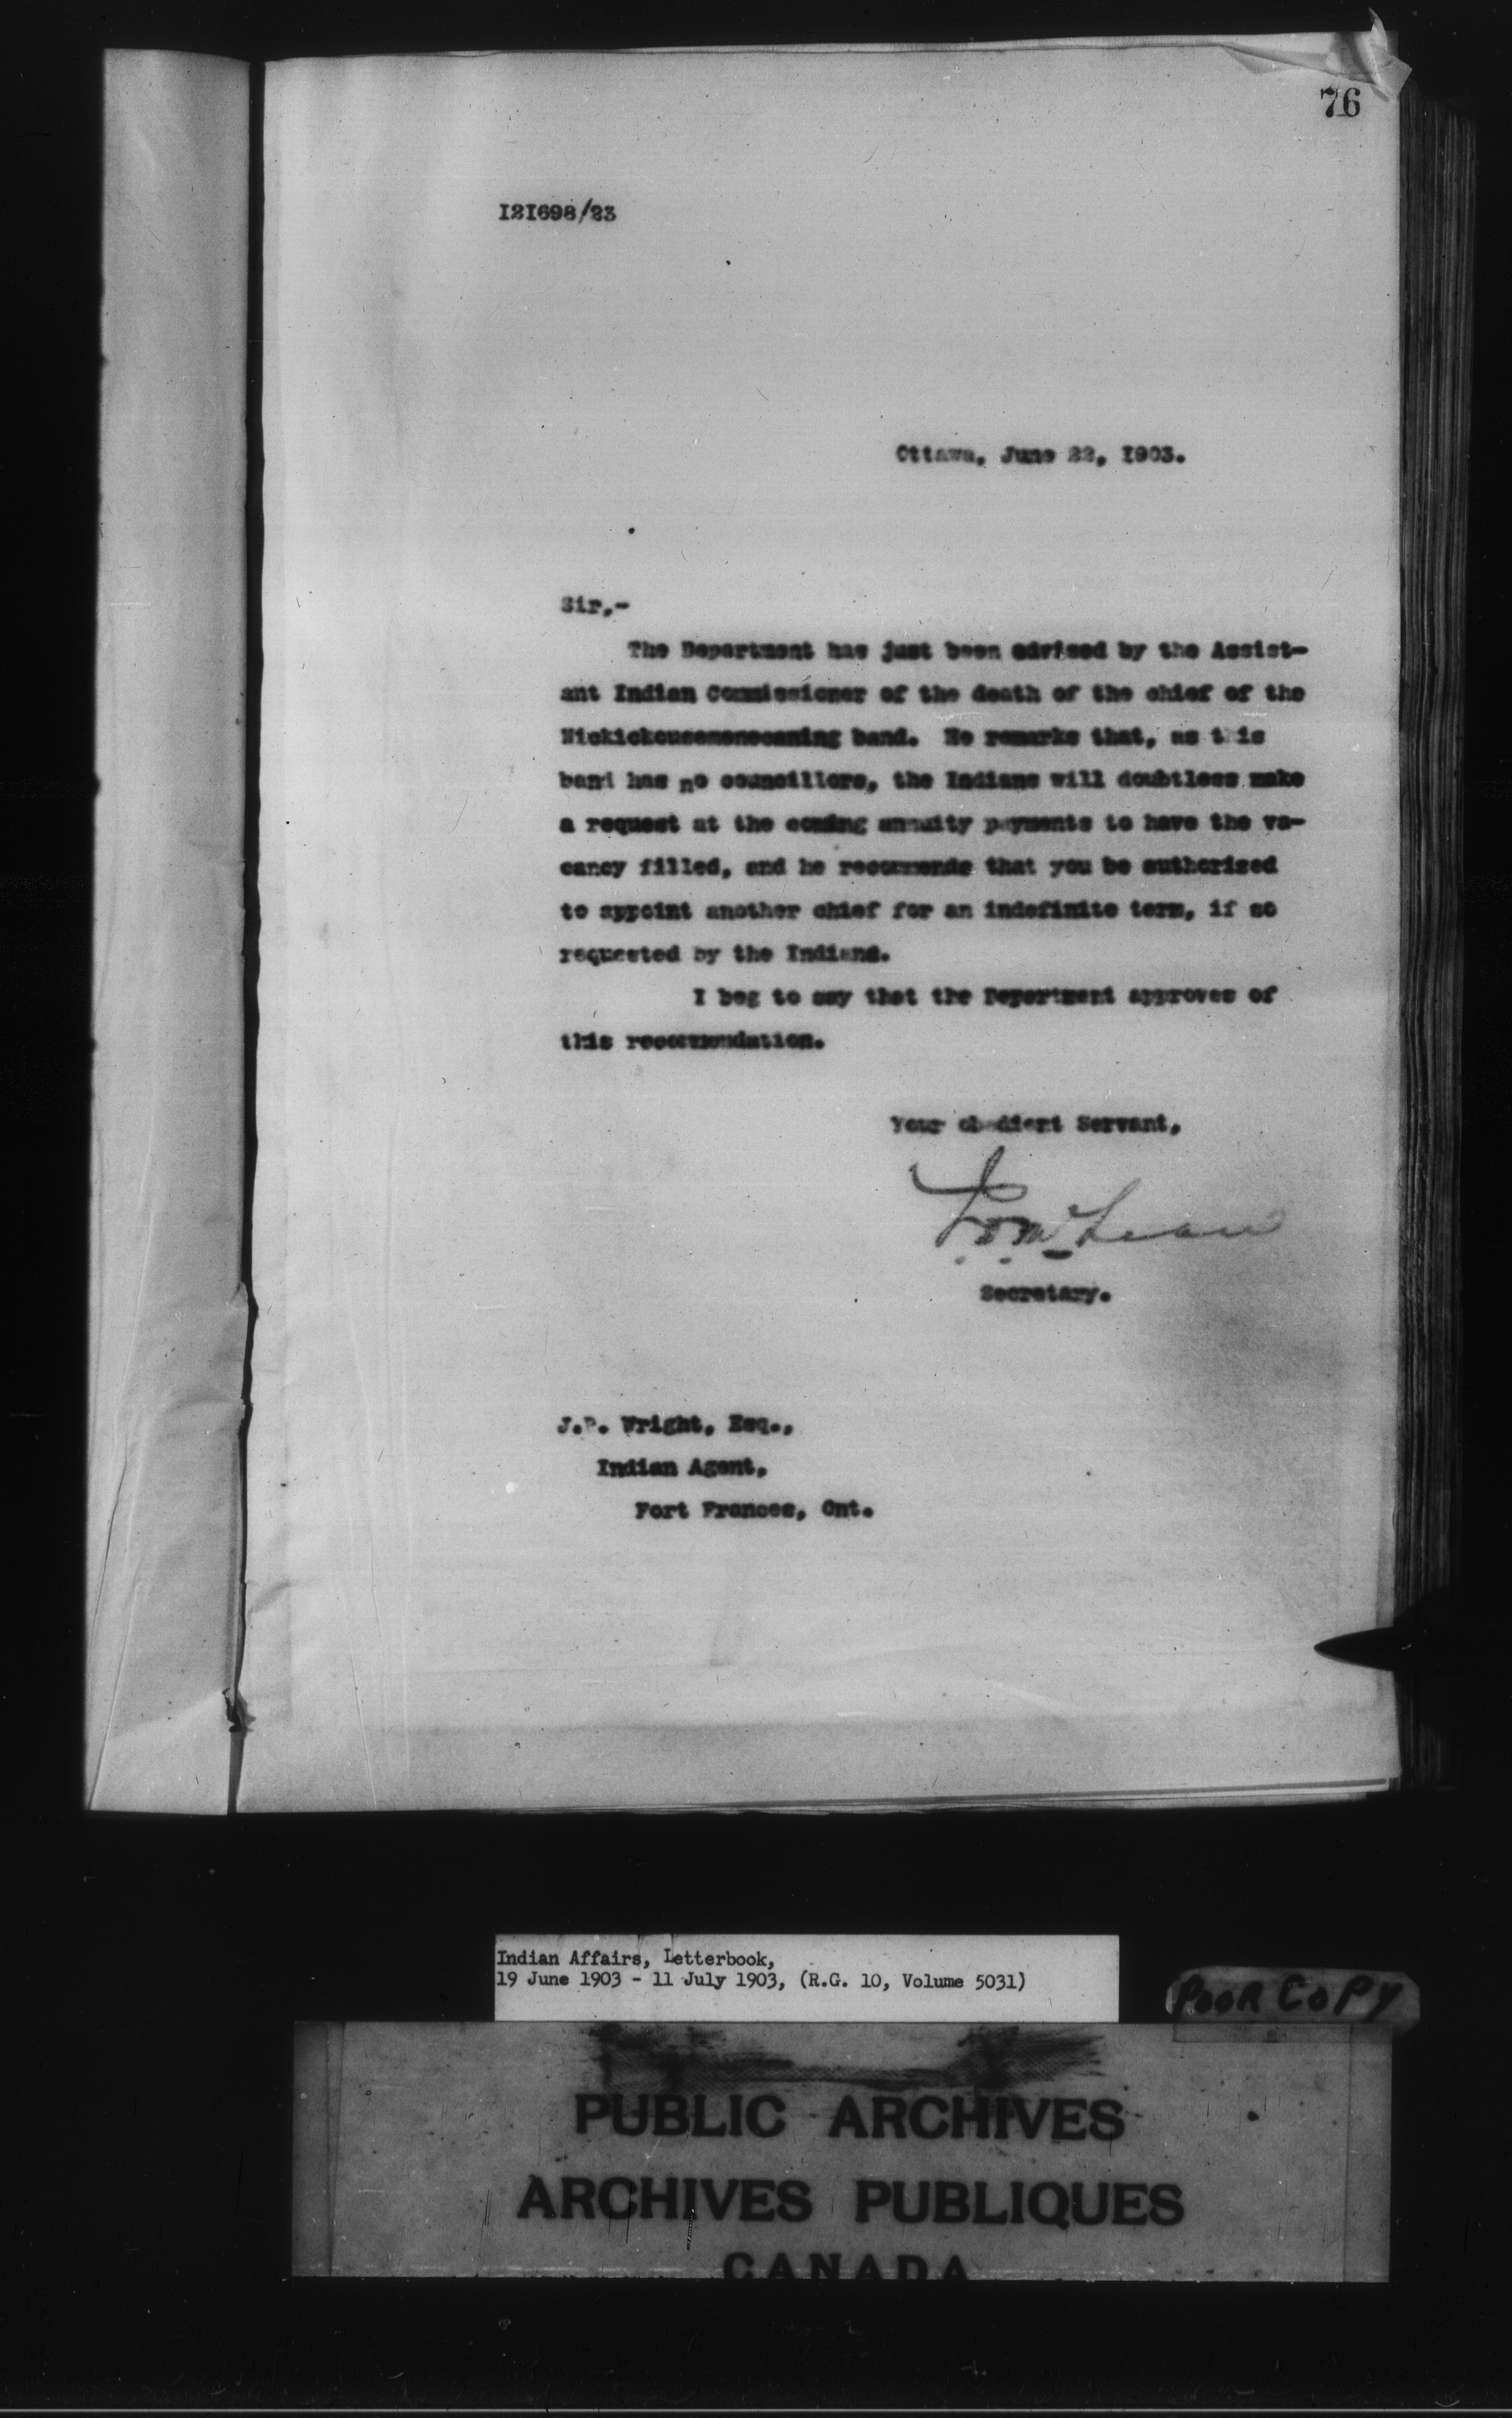 76
I2I698/23
Ottawa, June 22, I903.
Sir,-
The Department has just been advised by the Assist-
ant Indian Commissioner of the death of the chief of the
Nickickousemenecaning band. He remarks that, as this
band has no councillors, the Indians will doubtless make
a request at the coming annuity payments to have the va-
cancy filled, and he recommends that you be authorized
to appoint another chief for an indefinite term, if so
requested by the Indians.
I beg to say that the Department approves of
this recommendation.
Your obedient Servant,
J.D. McLean
Secretary.
J.P. Wright, Esq.,
Indian Agent,
Fort Frances, Ont.
Indian Affairs, Letterbook,
19 June 1903 - 11 July 1903, (R.G. 10, Volume 5031)
POOR COPY
PUBLIC ARCHIVES
ARCHIVES PUBLIQUES
CANADA